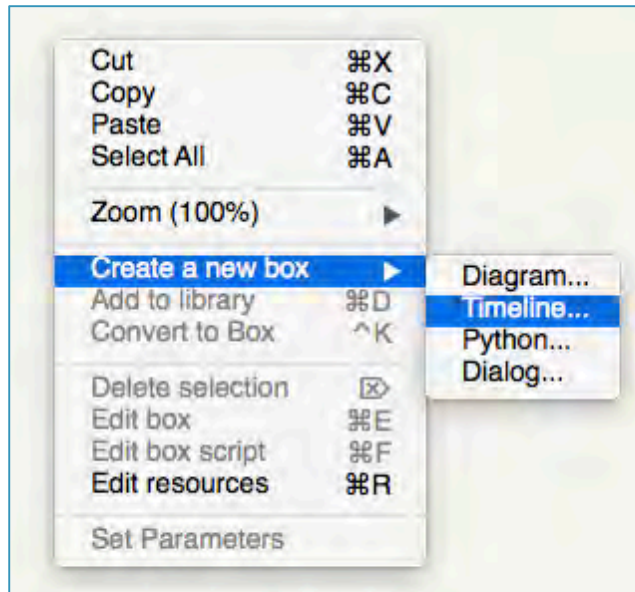 Cut ⌘X
Copy ⌘C
Paste ⌘V
Select All ⌘A
Zoom (100%) ▶
Create a new box ▶
Add to library ⌘D
Convert to Box ^K
Delete selection ⌦
Edit box ⌘E
Edit box script ⌘F
Edit resources ⌘R
Set Parameters
Diagram...
Timeline...
Python...
Dialog...